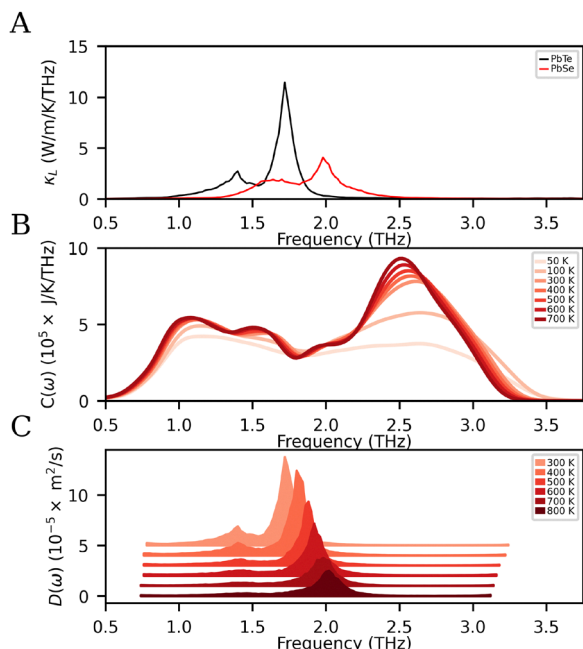 A
15
10
5
0
κL (W/m/K/THz)
PbTe
PbSe
0.5 1.0 1.5 2.0 2.5 3.0 3.5
Frequency (THz)
B
10
5
0
C(ω) (10⁵ × J/K/THz)
50 K
100 K
300 K
400 K
500 K
600 K
700 K
0.5 1.0 1.5 2.0 2.5 3.0 3.5
Frequency (THz)
C
10
5
0
D(ω) (10⁻⁵ × m²/s)
300 K
400 K
500 K
600 K
700 K
800 K
0.5 1.0 1.5 2.0 2.5 3.0 3.5
Frequency (THz)